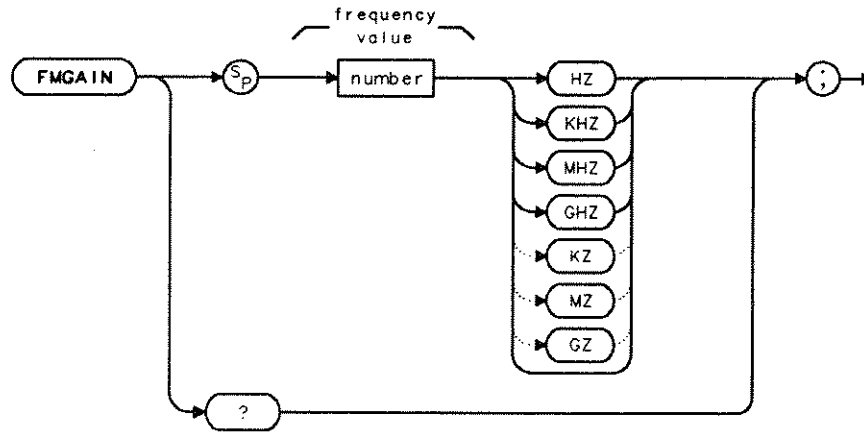 frequency
value
FMGAIN
SP
number
HZ
;
KHZ
MHZ
GHZ
KZ
MZ
GZ
?